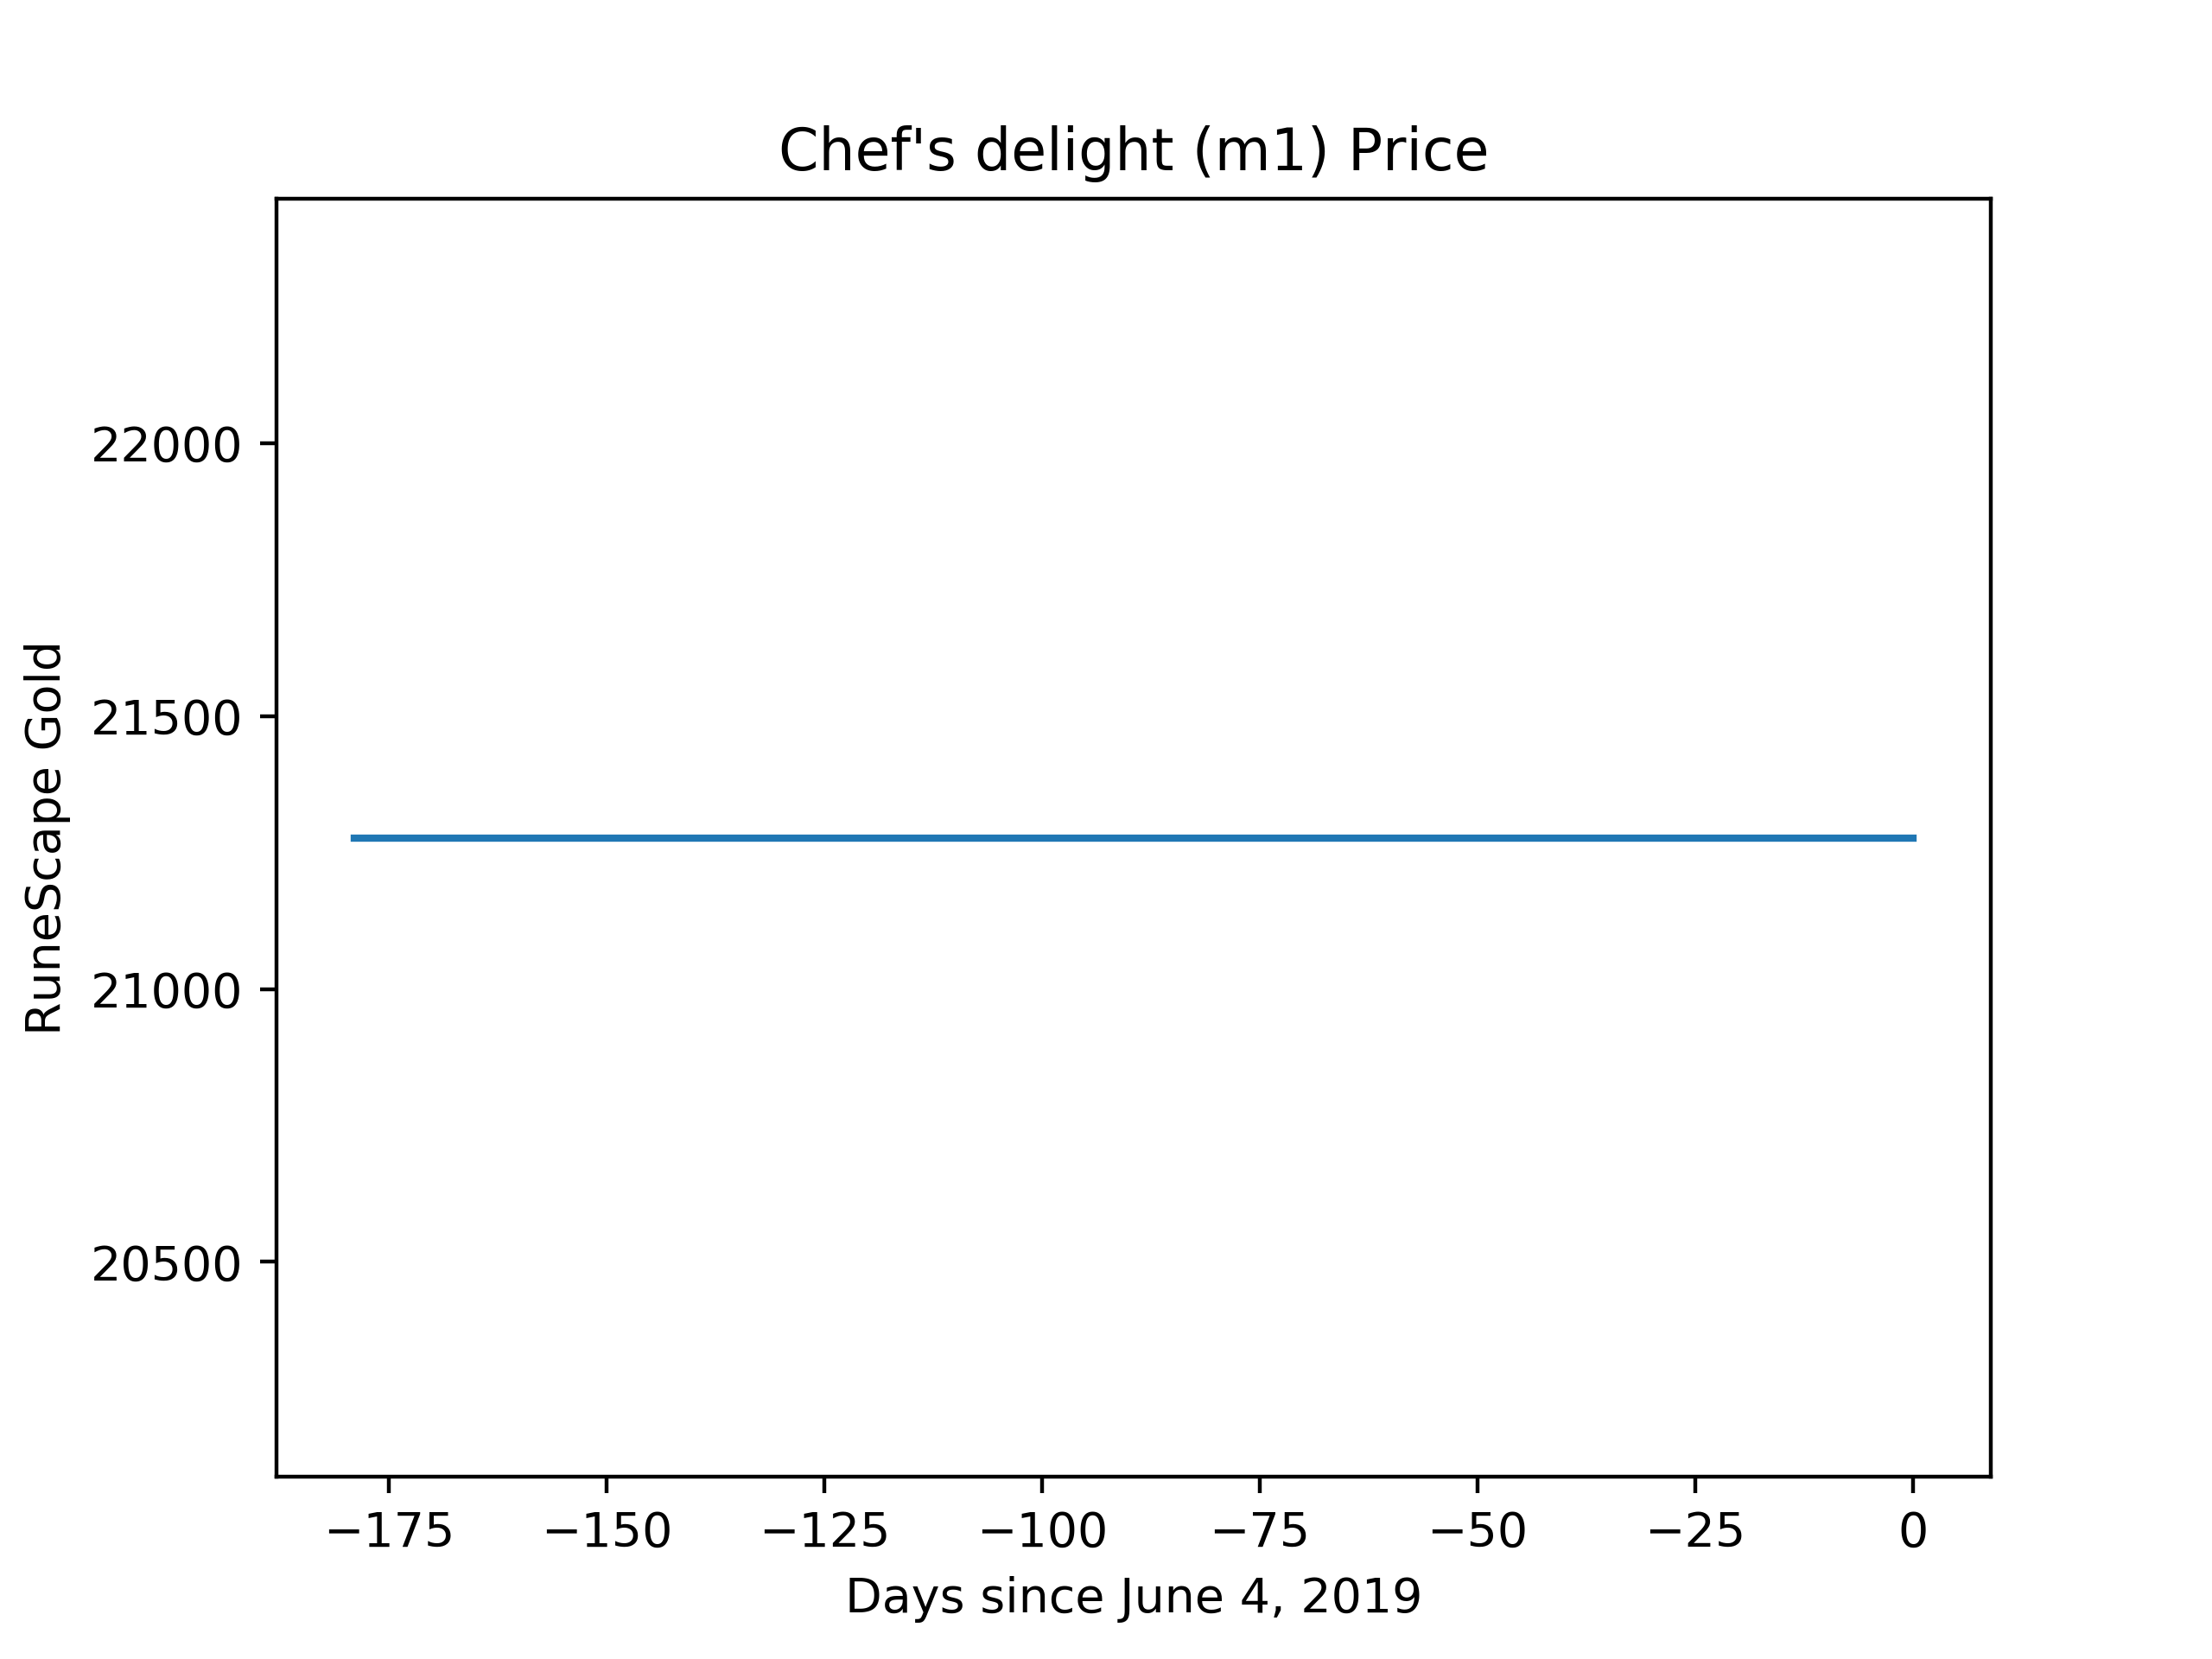 Chef's delight (m1) Price
RuneScape Gold
22000
21500
21000
20500
−175 −150 −125 −100 −75 −50 −25 0
Days since June 4, 2019